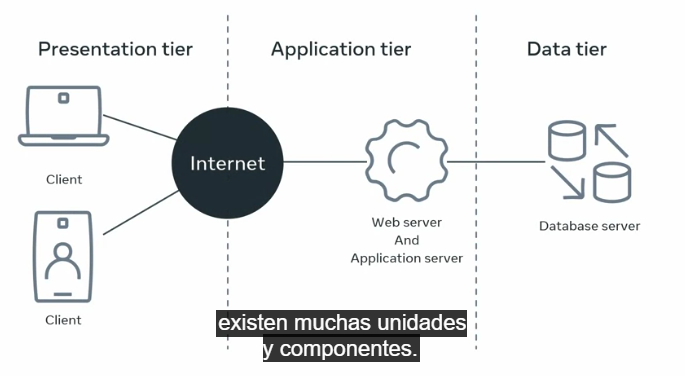 Presentation tier
Application tier
Data tier
Client
Internet
Web server
And
Application server
Database server
Client
existen muchas unidades
y componentes.